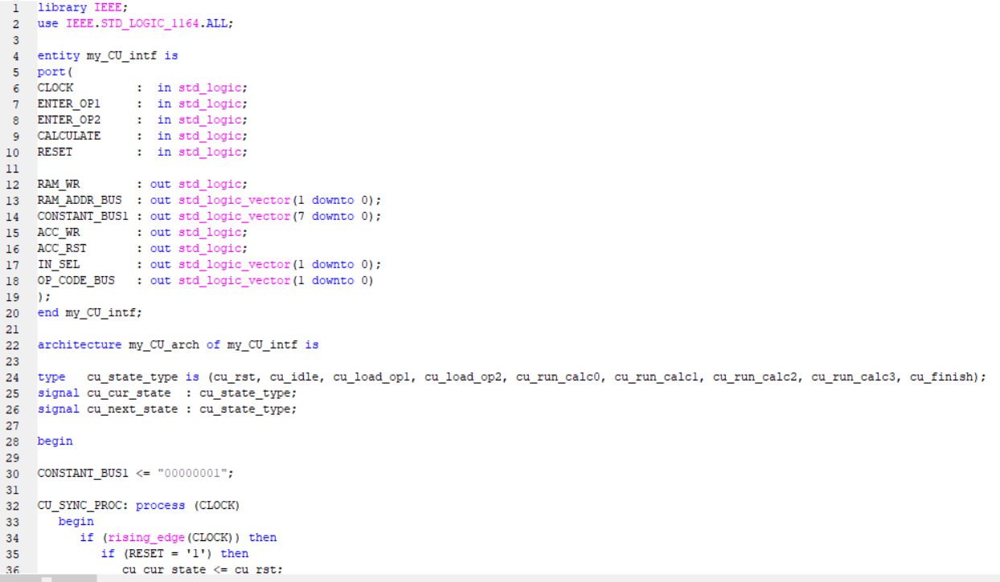 1 library IEEE;
2 use IEEE.STD_LOGIC_1164.ALL;
3
4 entity my_CU_intf is
5 port(
6 CLOCK : in std_logic;
7 ENTER_OP1 : in std_logic;
8 ENTER_OP2 : in std_logic;
9 CALCULATE : in std_logic;
10 RESET : in std_logic;
11
12 RAM_WR : out std_logic;
13 RAM_ADDR_BUS : out std_logic_vector(1 downto 0);
14 CONSTANT_BUS1 : out std_logic_vector(7 downto 0);
15 ACC_WR : out std_logic;
16 ACC_RST : out std_logic;
17 IN_SEL : out std_logic_vector(1 downto 0);
18 OP_CODE_BUS : out std_logic_vector(1 downto 0)
19 );
20 end my_CU_intf;
21
22 architecture my_CU_arch of my_CU_intf is
23
24 type cu_state_type is (cu_rst, cu_idle, cu_load_op1, cu_load_op2, cu_run_calc0, cu_run_calc1, cu_run_calc2, cu_run_calc3, cu_finish);
25 signal cu_cur_state : cu_state_type;
26 signal cu_next_state : cu_state_type;
27
28 begin
29
30 CONSTANT_BUS1 <= "00000001";
31
32 CU_SYNC_PROC: process (CLOCK)
33 begin
34 if (rising_edge(CLOCK)) then
35 if (RESET = '1') then
36 cu_cur_state <= cu_rst;